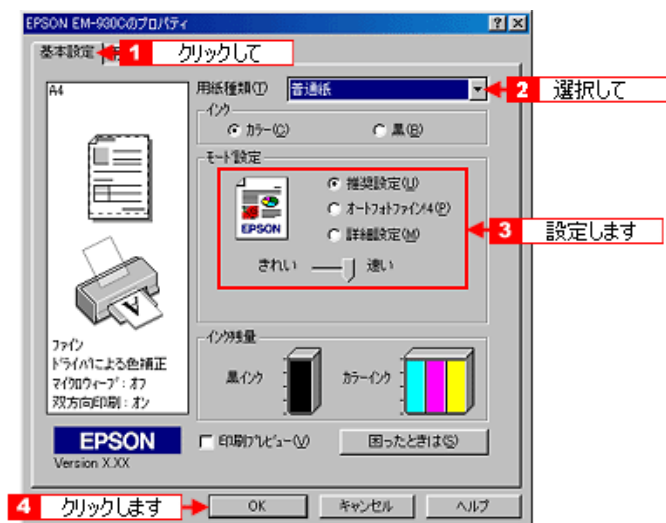 EPSON EM-930Cのプロパティ
基本設定
1 クリックして
A4
用紙種類(T) 普通紙
2 選択して
インク
カラー(C) 黒(B)
モード設定
推奨設定(U)
オートフォトファイン!4(P)
詳細設定(M)
EPSON
3 設定します
きれい 速い
ファイン
ドライバによる色補正
マイクロウィーブ:オフ
双方向印刷:オン
インク残量
黒インク カラーインク
EPSON
Version X.XX
印刷プレビュー(V) 困ったときは(S)
4 クリックします
OK キャンセル ヘルプ